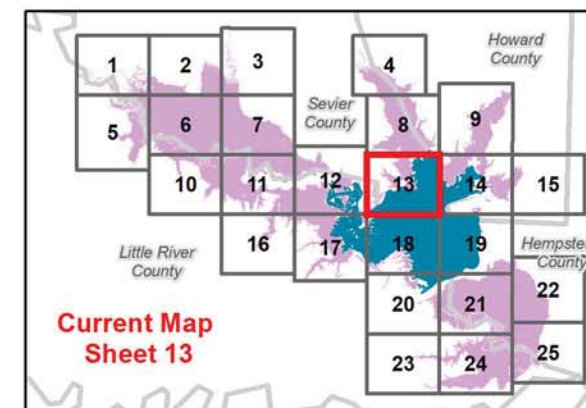 Howard
County
1 2 3 4
Sevier
County
5 6 7 8 9
10 11 12 13 14 15
Little River
County
16 17 18 19
Hempste
County
20 21 22
Current Map
Sheet 13
23 24 25